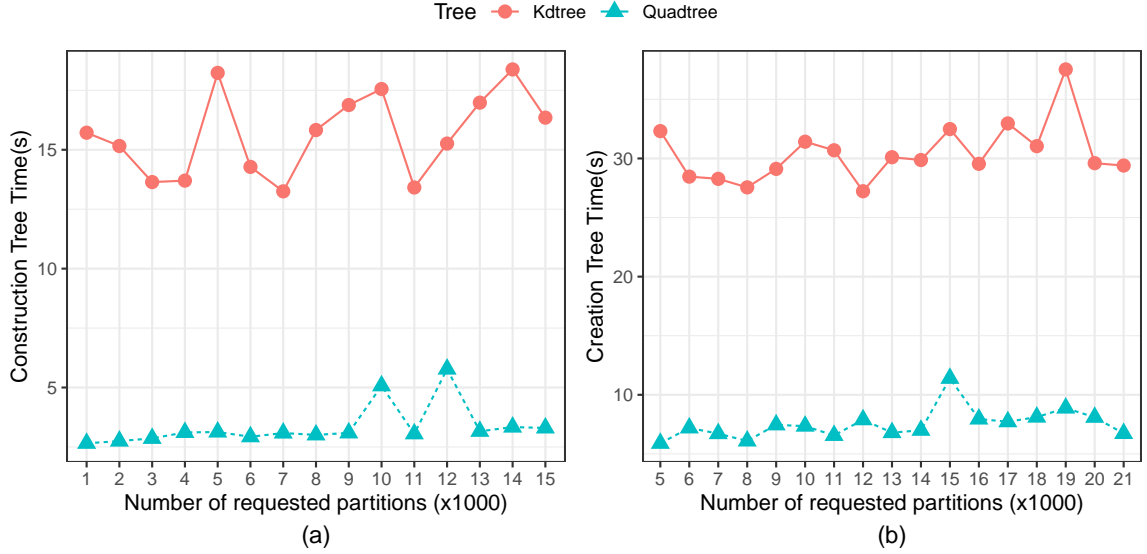 Tree Kdtree Quadtree
Construction Tree Time(s)
15
10
5
1 2 3 4 5 6 7 8 9 10 11 12 13 14 15
Number of requested partitions (x1000)
(a)
Creation Tree Time(s)
30
20
10
5 6 7 8 9 10 11 12 13 14 15 16 17 18 19 20 21
Number of requested partitions (x1000)
(b)